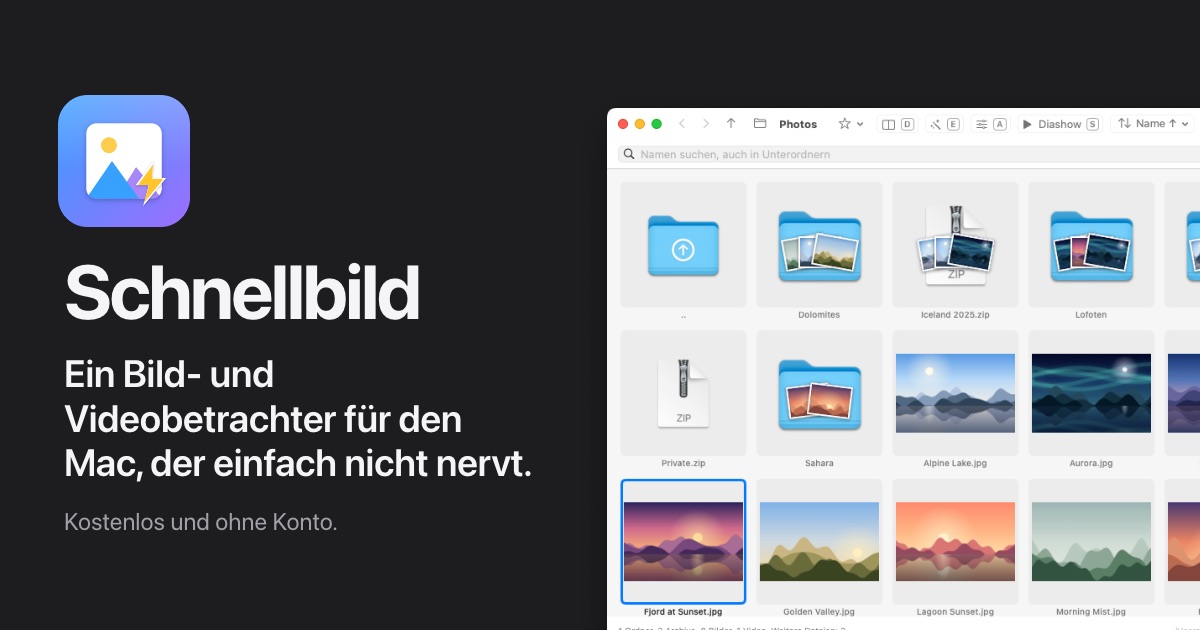 Schnellbild
Ein Bild- und
Videobetrachter für den
Mac, der einfach nicht nervt.
Kostenlos und ohne Konto.
Photos
D
E
A
Diashow S
Name
Namen suchen, auch in Unterordnern
ZIP
..
Dolomites
Iceland 2025.zip
Lofoten
ZIP
Private.zip
Sahara
Alpine Lake.jpg
Aurora.jpg
Fjord at Sunset.jpg
Golden Valley.jpg
Lagoon Sunset.jpg
Morning Mist.jpg